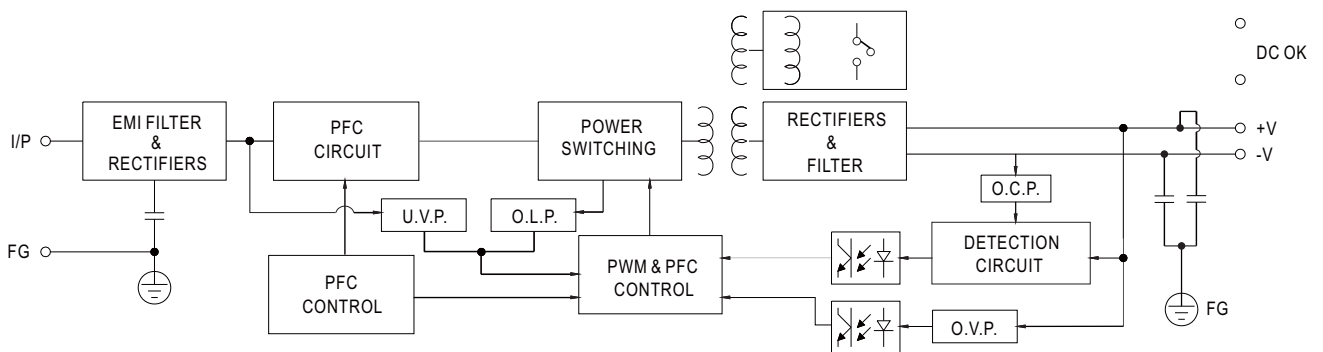 DC OK
I/P
EMI FILTER
&
RECTIFIERS
PFC
CIRCUIT
POWER
SWITCHING
RECTIFIERS
&
FILTER
+V
-V
O.C.P.
U.V.P.
O.L.P.
FG
DETECTION
CIRCUIT
PFC
CONTROL
PWM & PFC
CONTROL
FG
O.V.P.